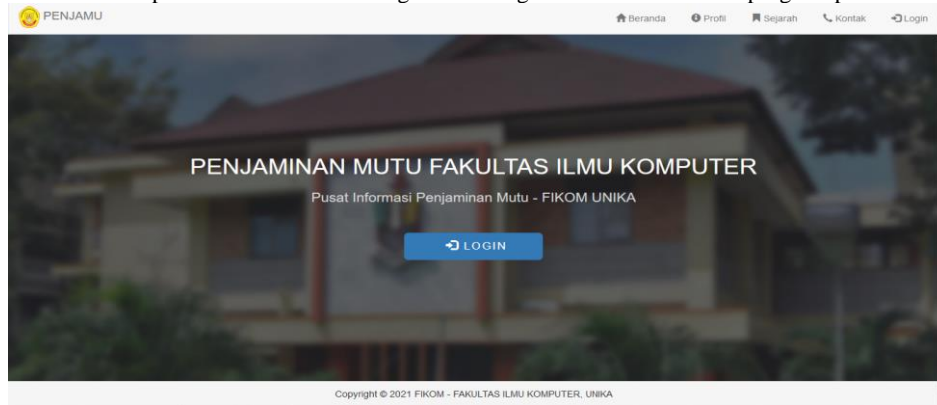 PENJAMU
Beranda Profil Sejarah Kontak Login
PENJAMINAN MUTU FAKULTAS ILMU KOMPUTER
Pusat Informasi Penjaminan Mutu - FIKOM UNIKA
LOGIN
Copyright © 2021 FIKOM - FAKULTAS ILMU KOMPUTER, UNIKA